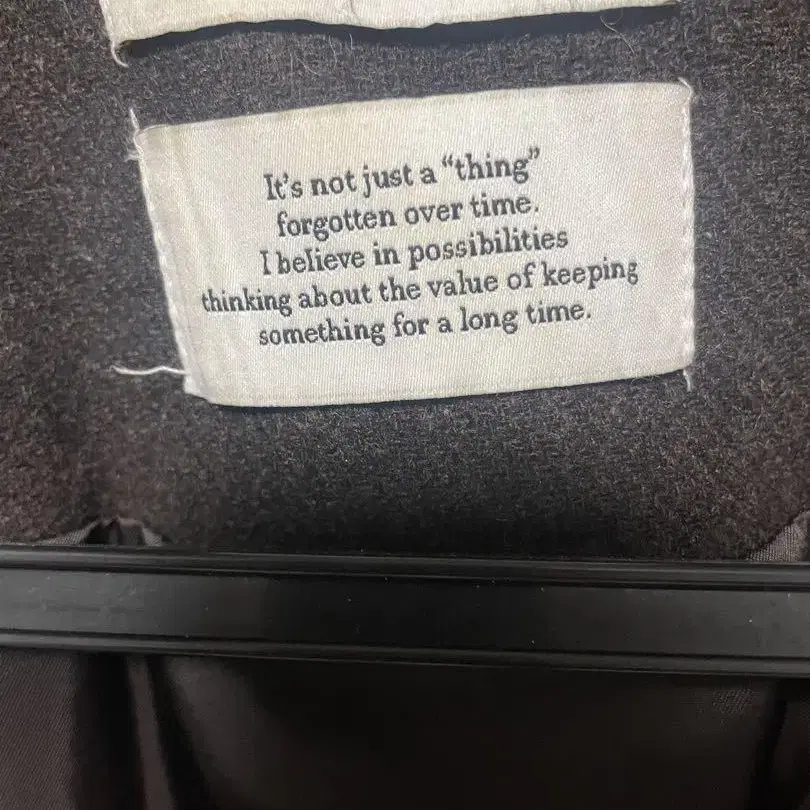 It's not just a “thing”
forgotten over time.
I believe in possibilities
thinking about the value of keeping
something for a long time.